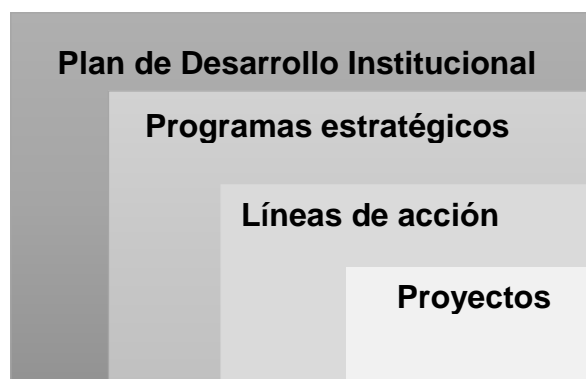 Plan de Desarrollo Institucional
Programas estratégicos
Líneas de acción
Proyectos